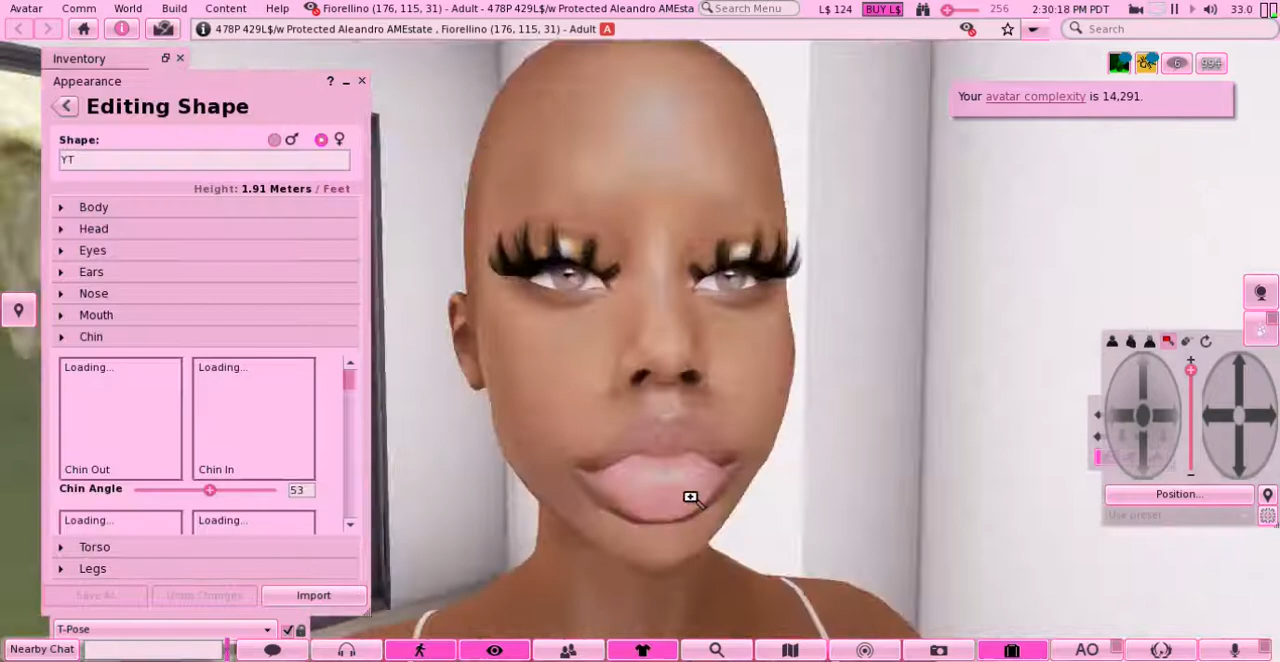 Avatar Comm World Build Content Help Fiorellino (176, 115, 31) - Adult - 478P 429L$/w Protected Aleandro AMEsta Search Menu L$ 124 BUY L$ 256 2:30:18 PM PDT 33.0
478P 429L$/w Protected Aleandro AMEstate , Fiorellino (176, 115, 31) - Adult A Search
Inventory
Appearance
Editing Shape
Shape:
YT
Height: 1.91 Meters / Feet
Body
Head
Eyes
Ears
Nose
Mouth
Chin
Loading... Loading...
Chin Out Chin In
Chin Angle 53
Loading... Loading...
Torso
Legs
Save As Undo Changes Import
T-Pose
Nearby Chat
6 99+
Your avatar complexity is 14,291.
Position...
Use preset
AO